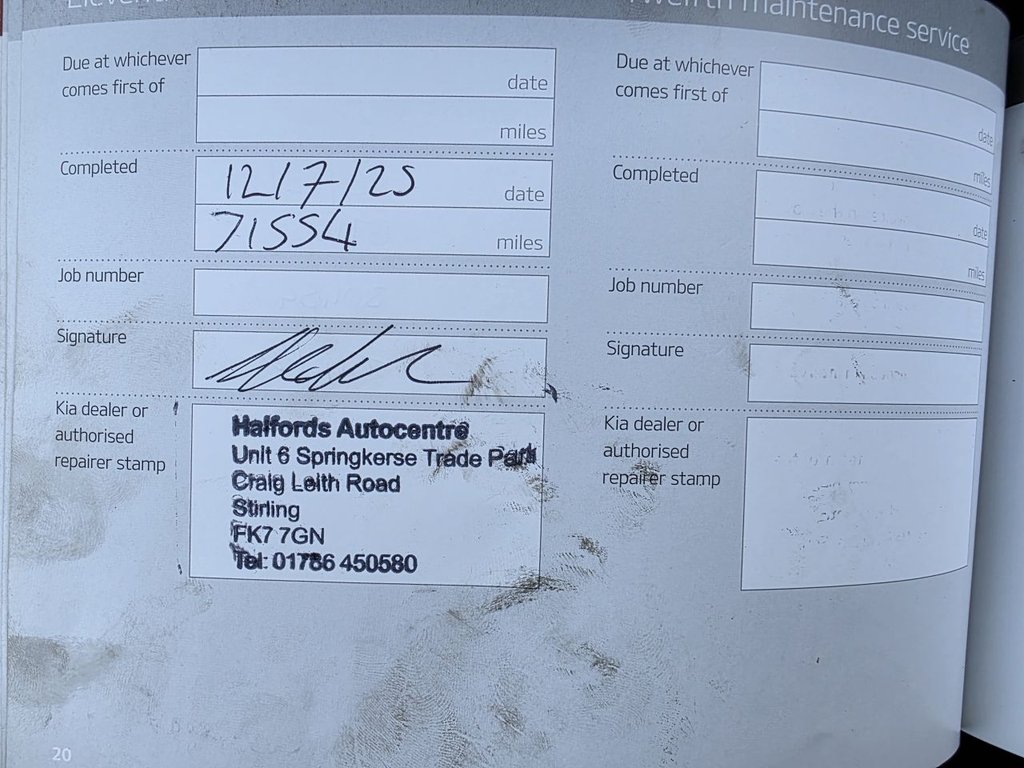 Twelfth maintenance service
Due at whichever
comes first of
date
miles
Completed
12/7/25 date
71554 miles
Job number
Signature
Kia dealer or
authorised
repairer stamp
Halfords Autocentre
Unit 6 Springkerse Trade Park
Craig Leith Road
Stirling
FK7 7GN
Tel: 01786 450580
Due at whichever
comes first of
date
miles
Completed
date
miles
Job number
Signature
Kia dealer or
authorised
repairer stamp
20